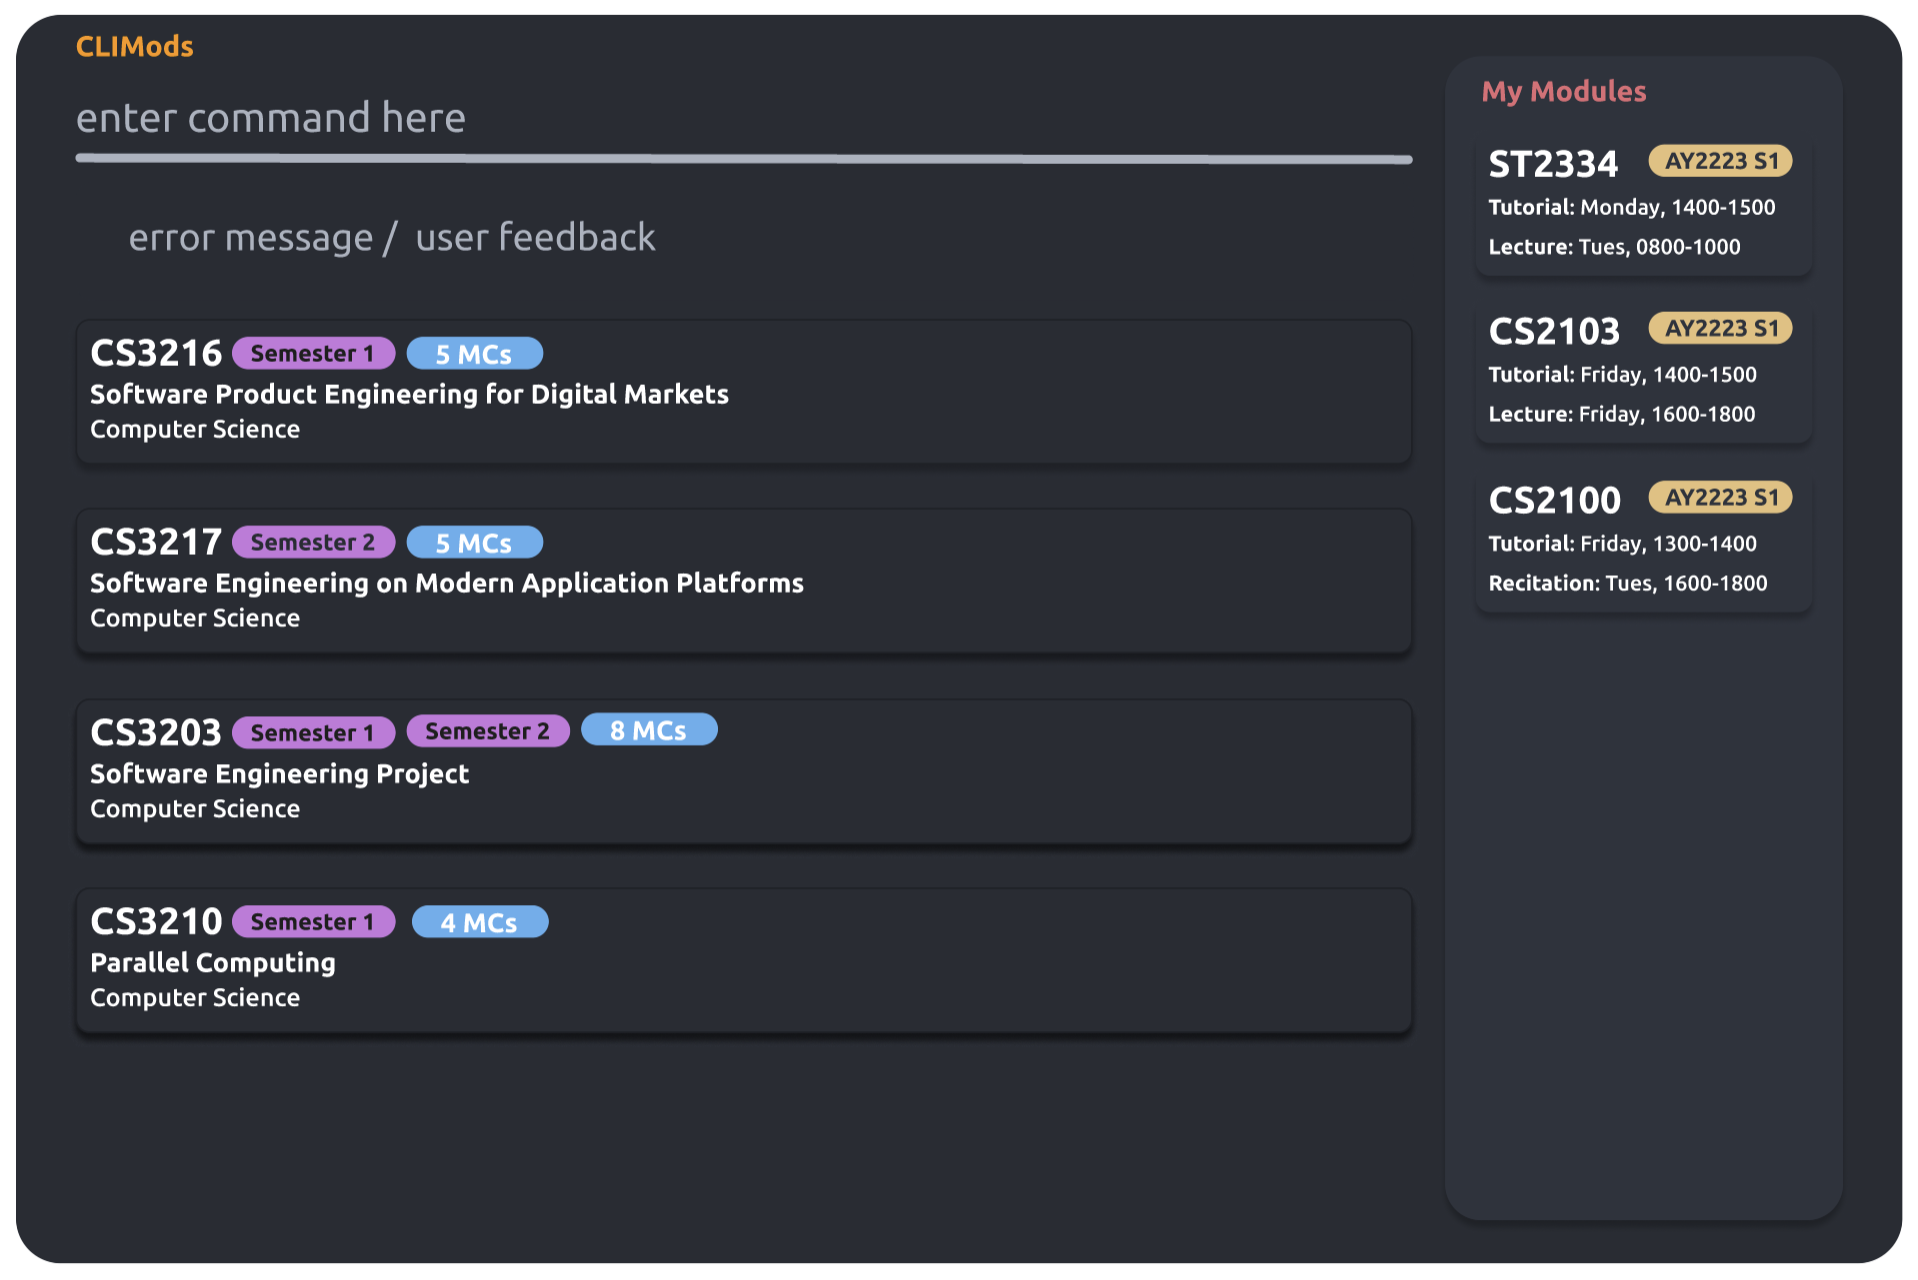 CLIMods
enter command here
error message / user feedback
CS3216 Semester 1 5 MCs
Software Product Engineering for Digital Markets
Computer Science
CS3217 Semester 2 5 MCs
Software Engineering on Modern Application Platforms
Computer Science
CS3203 Semester 1 Semester 2 8 MCs
Software Engineering Project
Computer Science
CS3210 Semester 1 4 MCs
Parallel Computing
Computer Science
My Modules
ST2334 AY2223 S1
Tutorial: Monday, 1400-1500
Lecture: Tues, 0800-1000
CS2103 AY2223 S1
Tutorial: Friday, 1400-1500
Lecture: Friday, 1600-1800
CS2100 AY2223 S1
Tutorial: Friday, 1300-1400
Recitation: Tues, 1600-1800